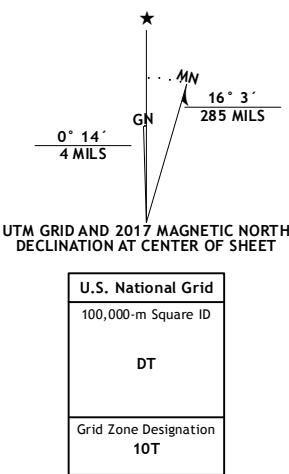 ★
MN
GN
16° 3´
285 MILS
0° 14´
4 MILS
UTM GRID AND 2017 MAGNETIC NORTH
DECLINATION AT CENTER OF SHEET
U.S. National Grid
100,000-m Square ID
DT
Grid Zone Designation
10T